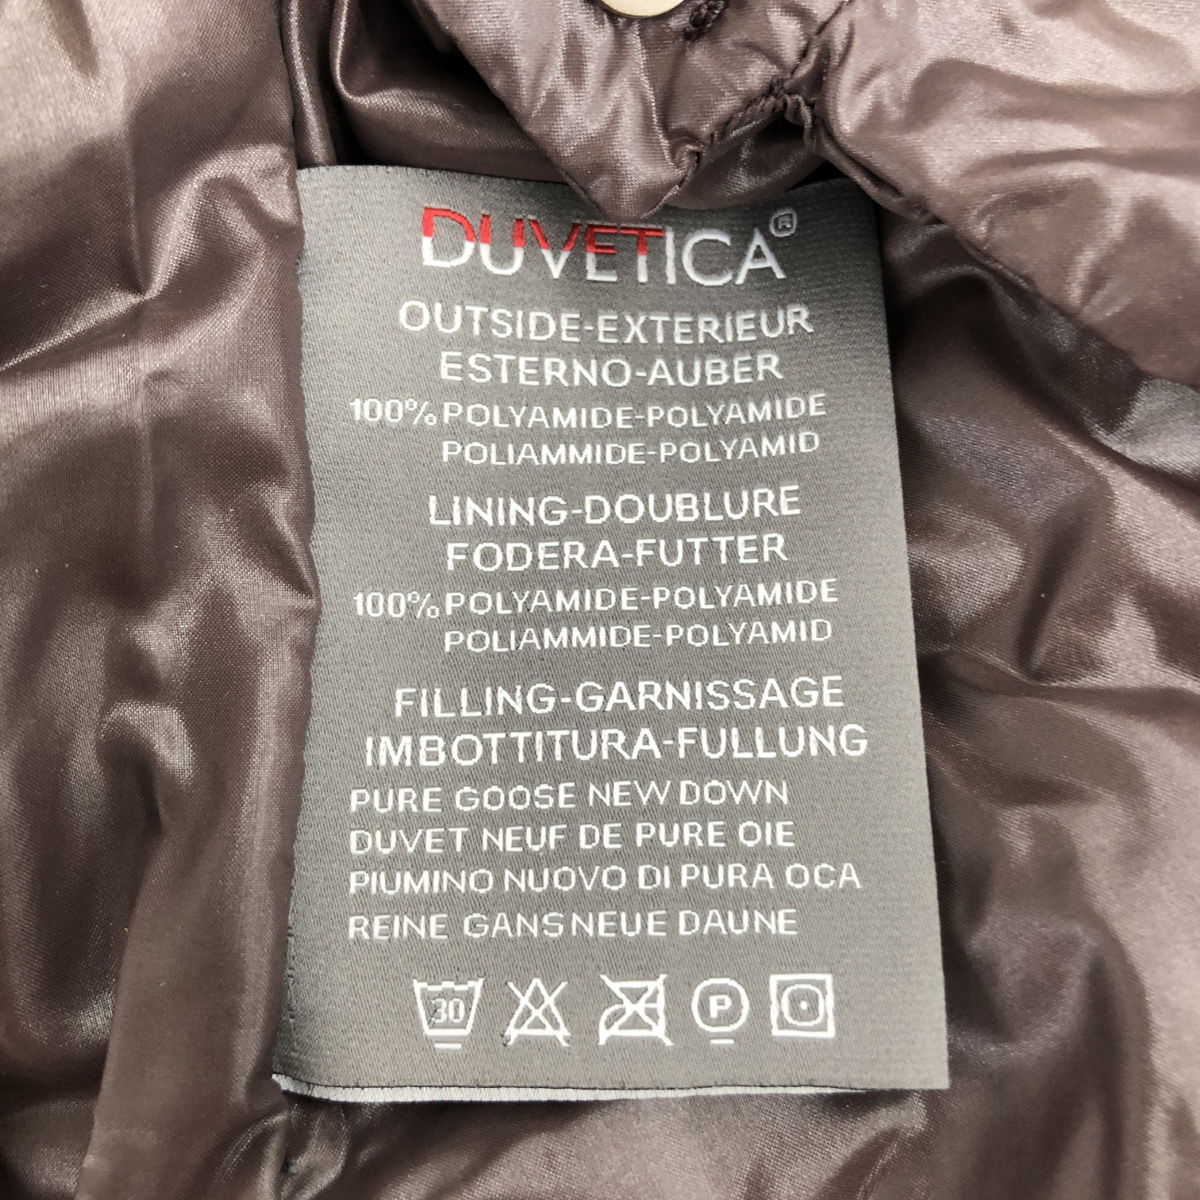 DUVETICA®
OUTSIDE-EXTERIEUR
ESTERNO-AUBER
100% POLYAMIDE-POLYAMIDE
POLIAMMIDE-POLYAMID
LINING-DOUBLURE
FODERA-FUTTER
100% POLYAMIDE-POLYAMIDE
POLIAMMIDE-POLYAMID
FILLING-GARNISSAGE
IMBOTTITURA-FULLUNG
PURE GOOSE NEW DOWN
DUVET NEUF DE PURE OIE
PIUMINO NUOVO DI PURA OCA
REINE GANS NEUE DAUNE
30 P